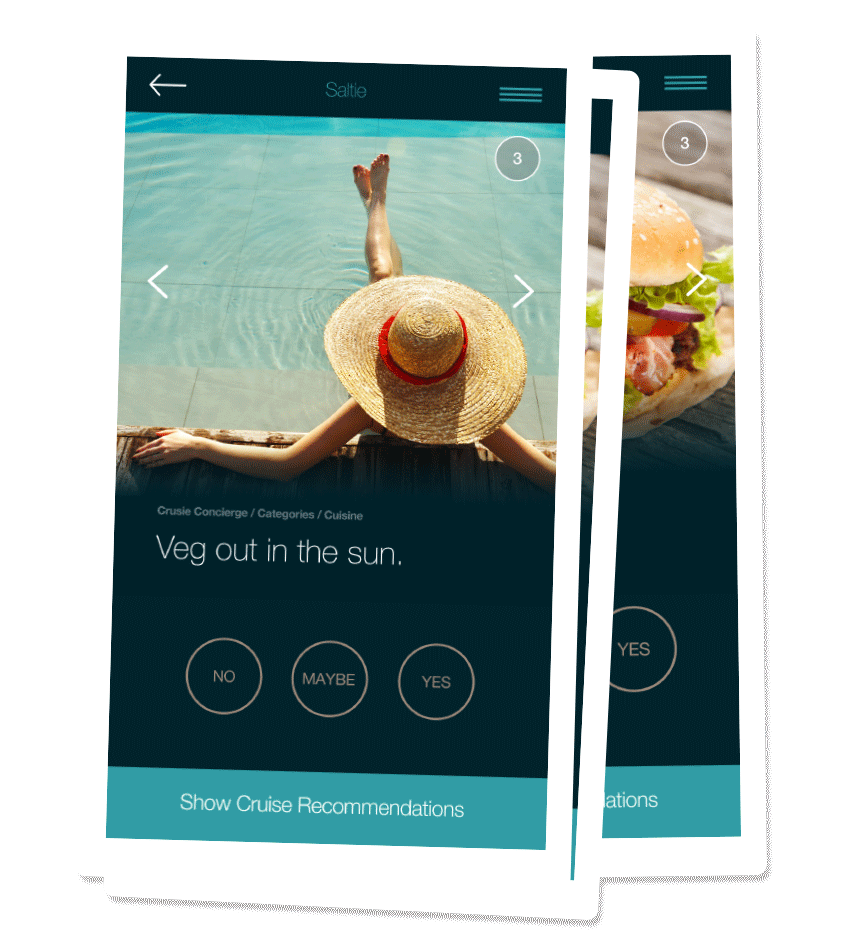 Saltie
3
Crusie Concierge / Categories / Cuisine
Veg out in the sun.
NO
MAYBE
YES
Show Cruise Recommendations
3
YES
dations